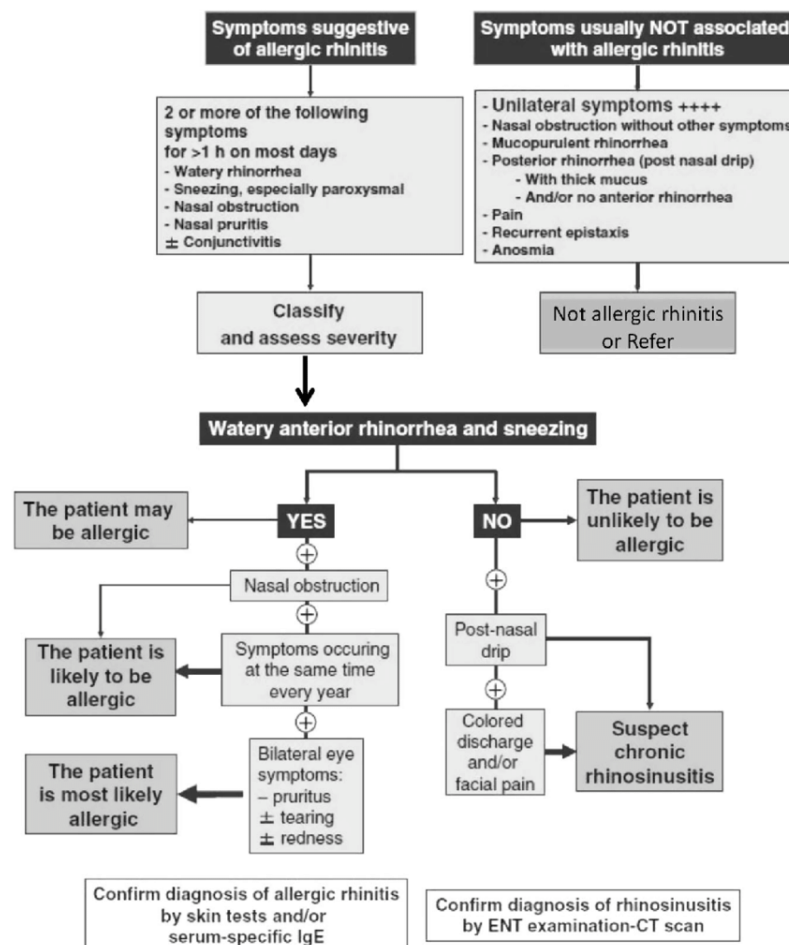 Symptoms suggestive
of allergic rhinitis
2 or more of the following
symptoms
for >1 h on most days
- Watery rhinorrhea
- Sneezing, especially paroxysmal
- Nasal obstruction
- Nasal pruritis
± Conjunctivitis
Classify
and assess severity
Symptoms usually NOT associated
with allergic rhinitis
- Unilateral symptoms ++++
- Nasal obstruction without other symptoms
- Mucopurulent rhinorrhea
- Posterior rhinorrhea (post nasal drip)
- With thick mucus
- And/or no anterior rhinorrhea
- Pain
- Recurrent epistaxis
- Anosmia
Not allergic rhinitis
or Refer
Watery anterior rhinorrhea and sneezing
The patient may
be allergic
YES
+
Nasal obstruction
+
The patient is
likely to be
allergic
Symptoms occuring
at the same time
every year
+
The patient
is most likely
allergic
Bilateral eye
symptoms:
– pruritus
± tearing
± redness
Confirm diagnosis of allergic rhinitis
by skin tests and/or
serum-specific IgE
NO
The patient is
unlikely to be
allergic
+
Post-nasal
drip
+
Colored
discharge
and/or
facial pain
Suspect
chronic
rhinosinusitis
Confirm diagnosis of rhinosinusitis
by ENT examination-CT scan